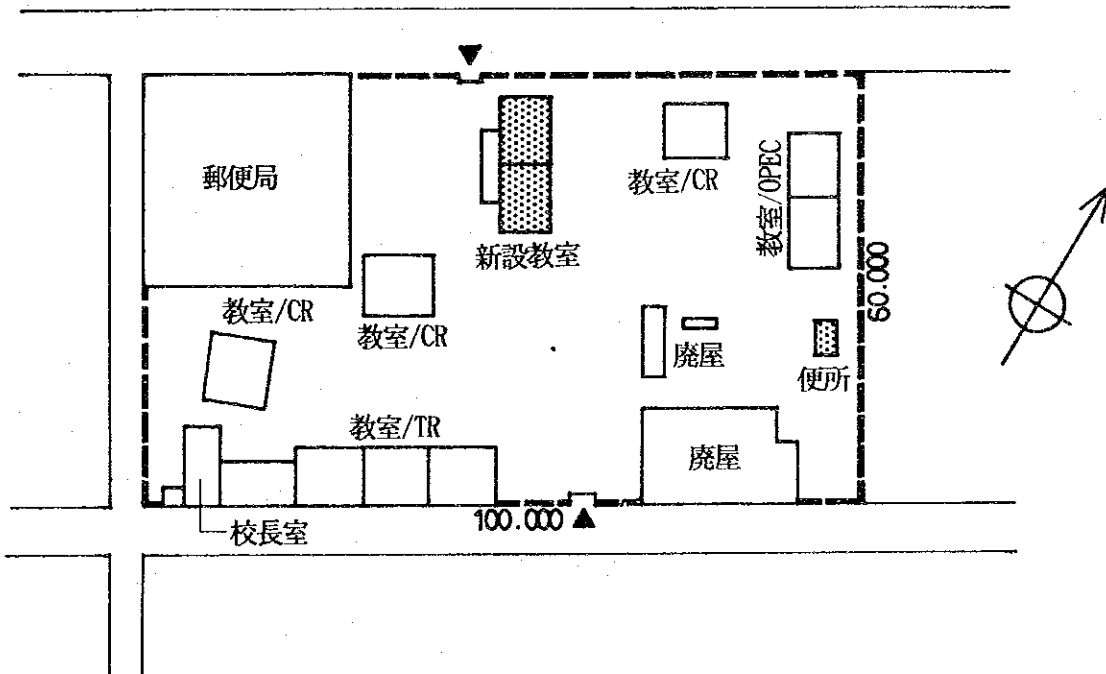 郵便局
教室/CR
教室/OPEC
新設教室
教室/CR
教室/CR
60.000
廃屋
便所
教室/TR
廃屋
100.000
校長室